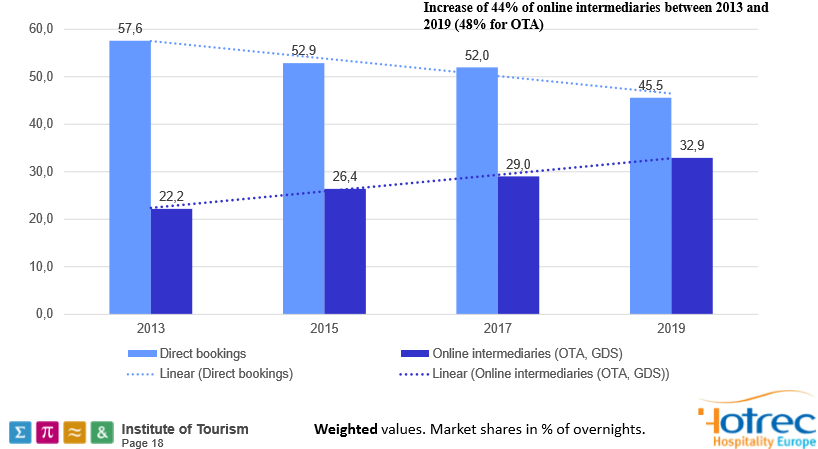 Increase of 44% of online intermediaries between 2013 and
2019 (48% for OTA)
60,0
50,0
40,0
30,0
20,0
10,0
0,0
57,6
22,2
52,9
26,4
52,0
29,0
45,5
32,9
2013
2015
2017
2019
Direct bookings
Online intermediaries (OTA, GDS)
Linear (Direct bookings)
Linear (Online intermediaries (OTA, GDS))
Σ π ≈ &
Institute of Tourism
Page 18
Weighted values. Market shares in % of overnights.
Hotrec
Hospitality Europe